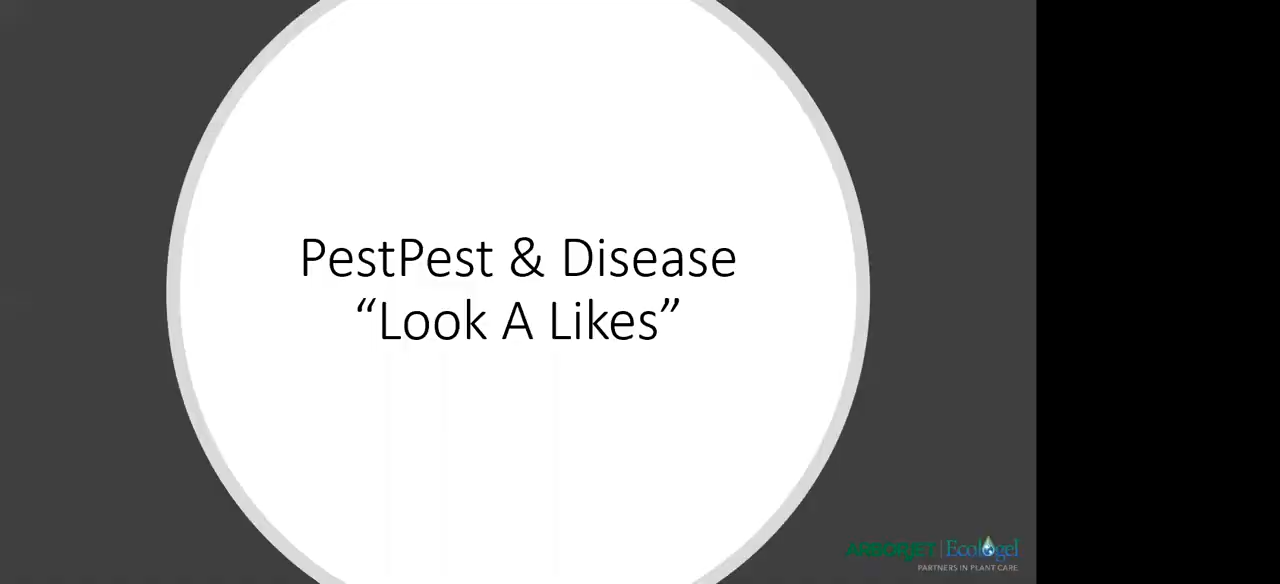 PestPest & Disease
“Look A Likes”
ARBORJET | Ecologel
PARTNERS IN PLANT CARE